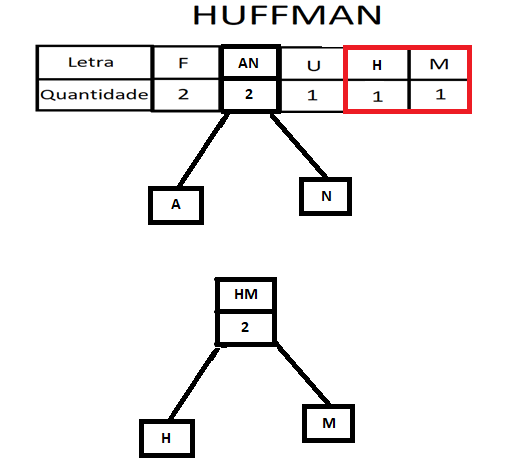 HUFFMAN
Letra F AN U H M
Quantidade 2 2 1 1 1
A N
HM
2
H M